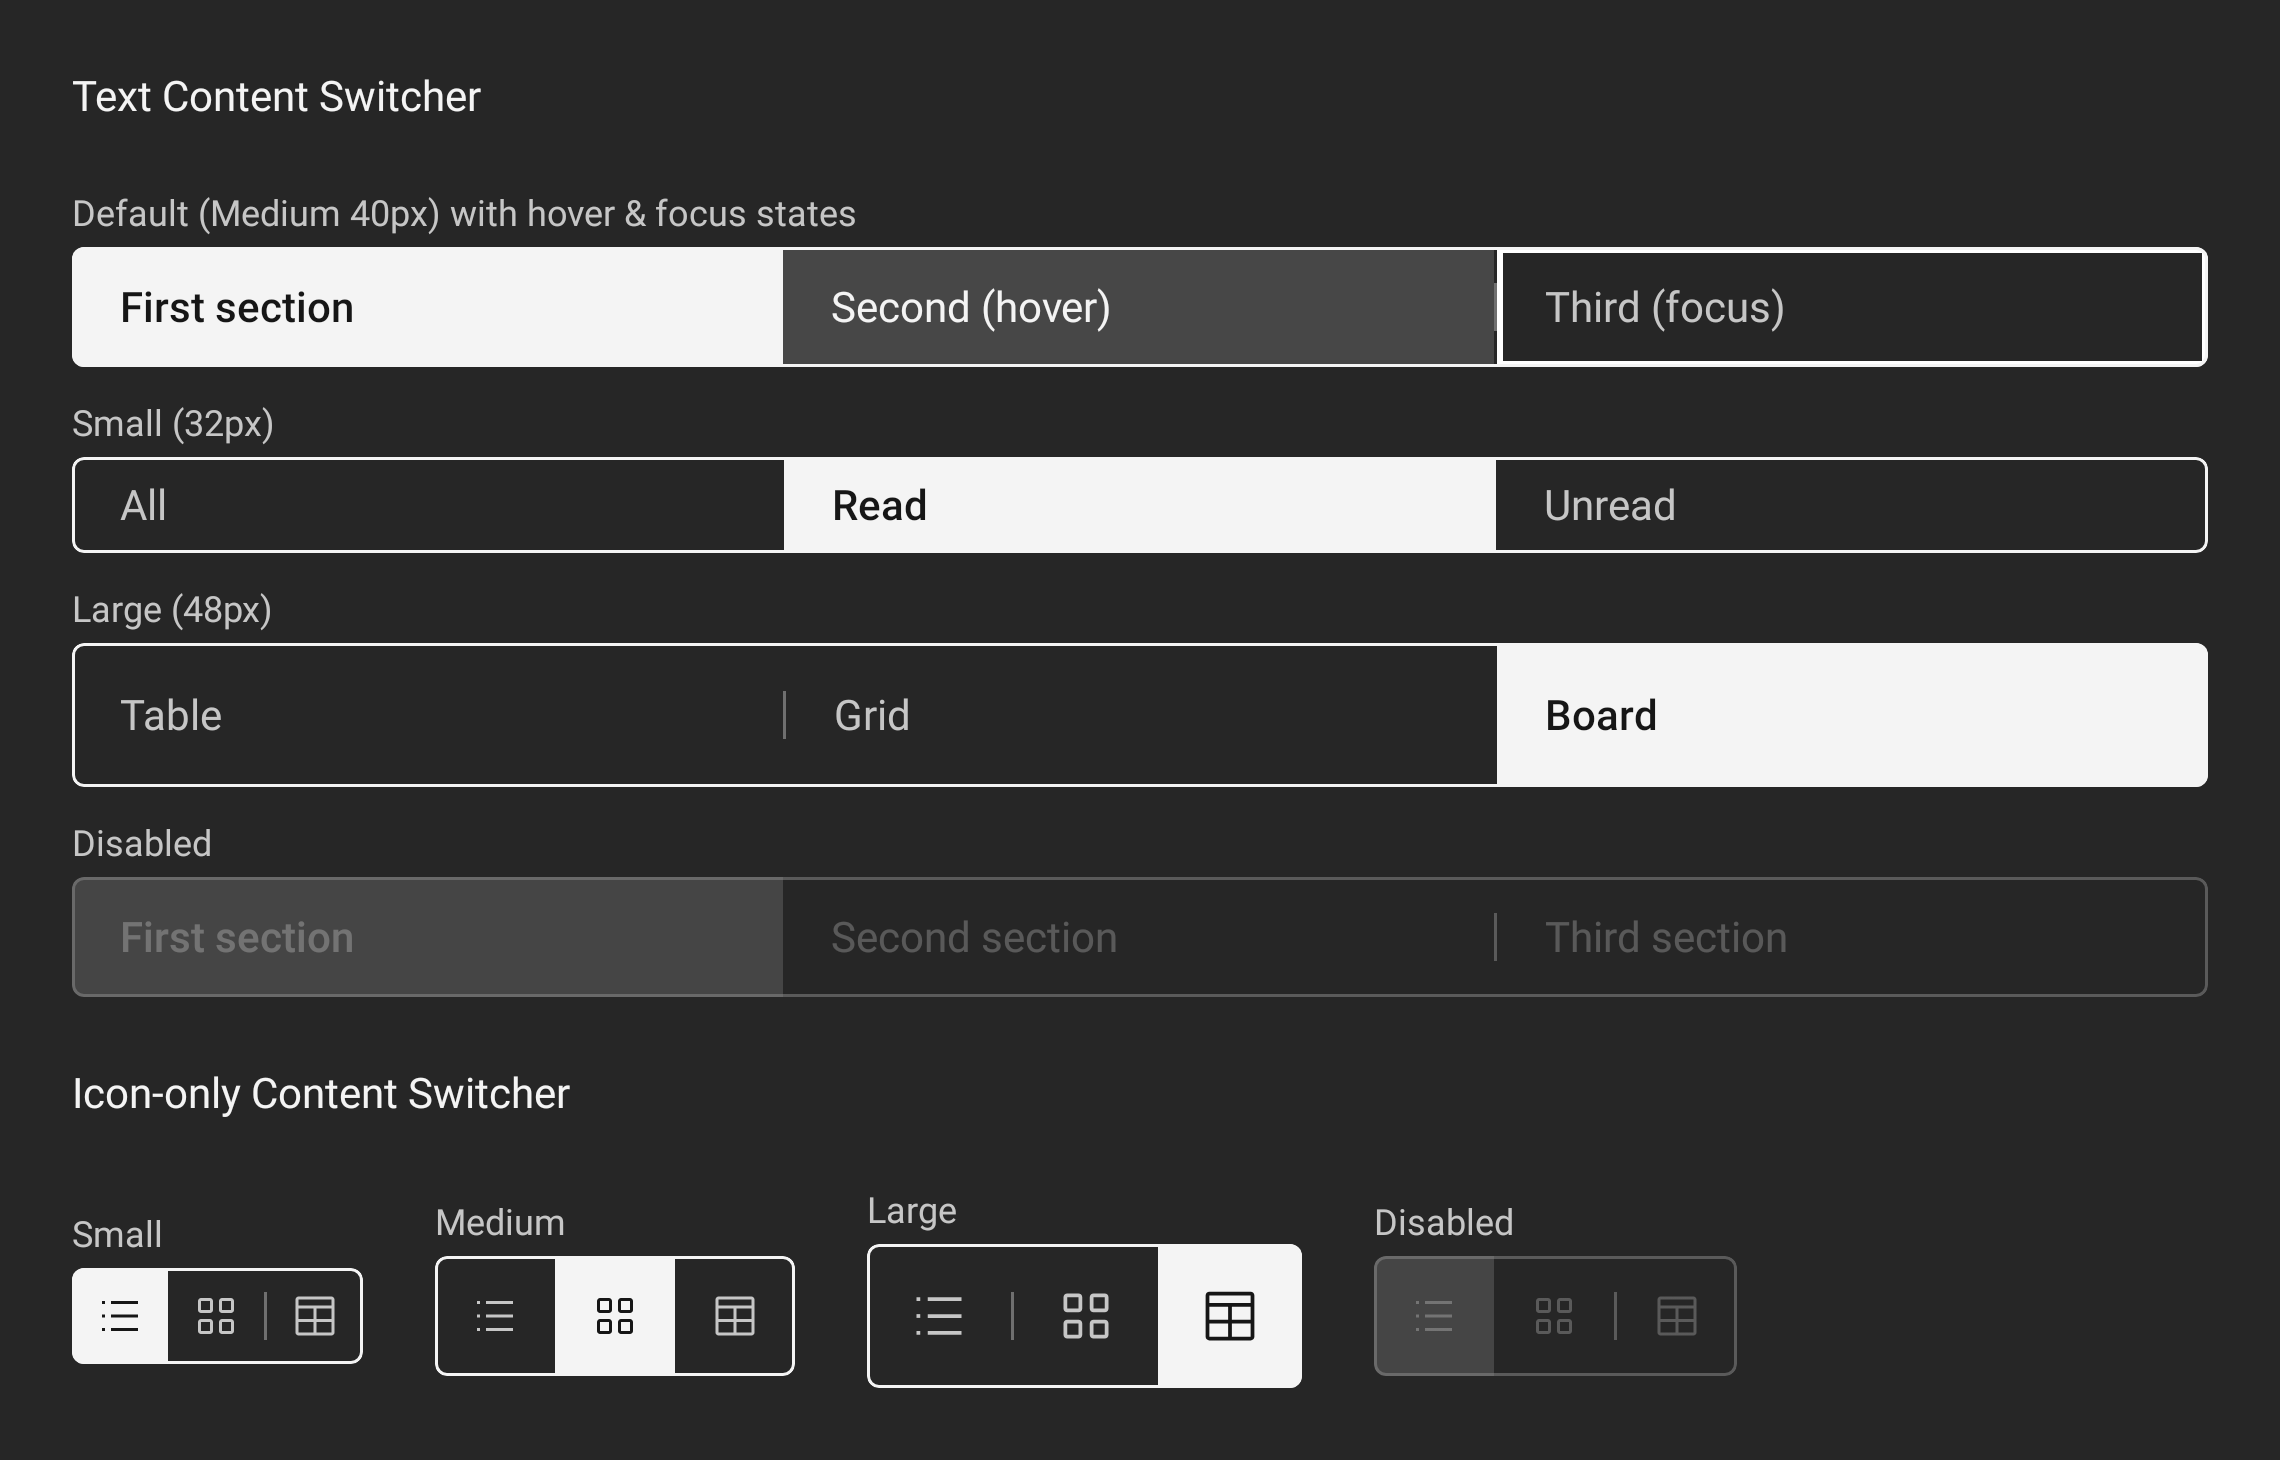 Text Content Switcher
Default (Medium 40px) with hover & focus states
First section
Second (hover)
Third (focus)
Small (32px)
All
Read
Unread
Large (48px)
Table
Grid
Board
Disabled
First section
Second section
Third section
Icon-only Content Switcher
Small
Medium
Large
Disabled